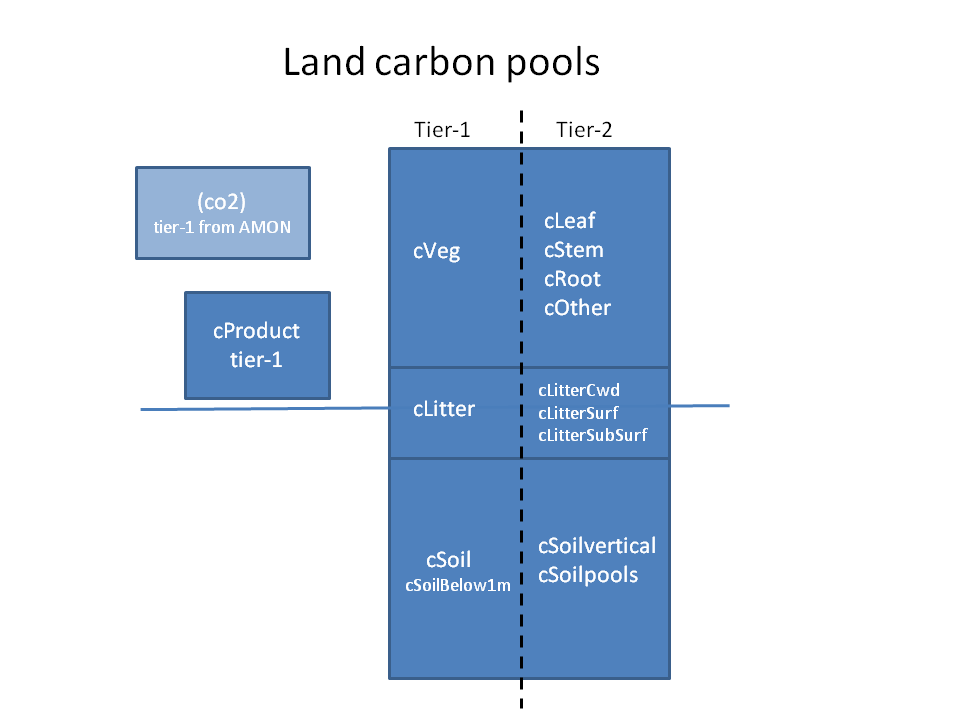 Land carbon pools
Tier-1
Tier-2
(co2)
tier-1 from AMON
cProduct
tier-1
cVeg
cLeaf
cStem
cRoot
cOther
cLitter
cLitterCwd
cLitterSurf
cLitterSubSurf
cSoil
cSoilBelow1m
cSoilvertical
cSoilpools